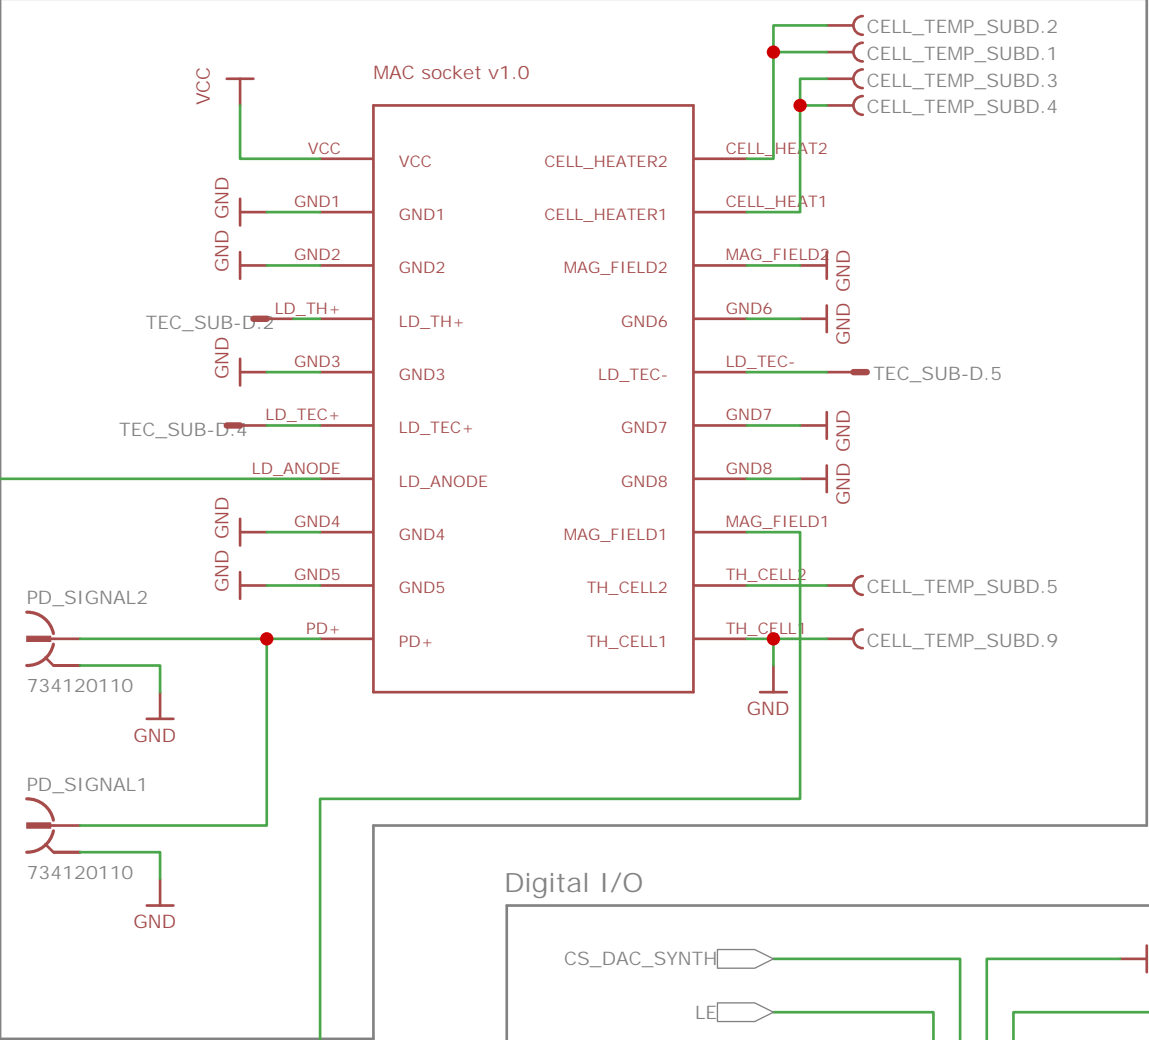 CELL_TEMP_SUBD.2
CELL_TEMP_SUBD.1
CELL_TEMP_SUBD.3
CELL_TEMP_SUBD.4
MAC socket v1.0
VCC
VCC
VCC
CELL_HEATER2
CELL_HEAT2
GND
GND1
GND1
CELL_HEATER1
CELL_HEAT1
GND
GND2
GND2
MAG_FIELD2
MAG_FIELD2
GND
TEC_SUB-D.2
LD_TH+
LD_TH+
GND6
GND6
GND
GND
GND3
GND3
LD_TEC-
LD_TEC-
TEC_SUB-D.5
TEC_SUB-D.4
LD_TEC+
LD_TEC+
GND7
GND7
GND
LD_ANODE
LD_ANODE
GND8
GND8
GND
GND
GND4
GND4
MAG_FIELD1
MAG_FIELD1
GND
GND5
GND5
TH_CELL2
TH_CELL2
CELL_TEMP_SUBD.5
PD_SIGNAL2
PD+
PD+
TH_CELL1
TH_CELL1
CELL_TEMP_SUBD.9
734120110
GND
GND
PD_SIGNAL1
734120110
GND
Digital I/O
CS_DAC_SYNTH
LE